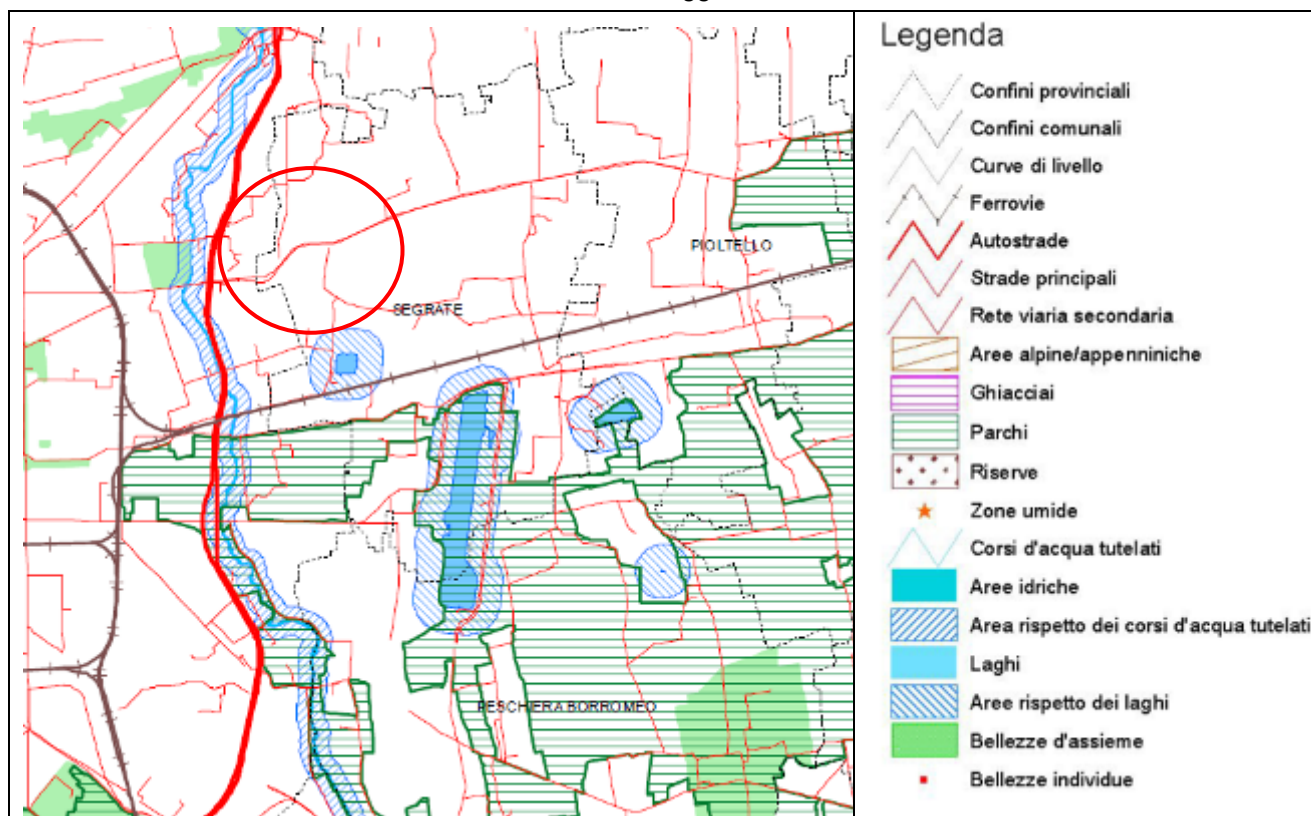 PIOLTELLO
SEGRATE
PESCHIERA BORROMEO
Legenda
Confini provinciali
Confini comunali
Curve di livello
Ferrovie
Autostrade
Strade principali
Rete viaria secondaria
Aree alpine/appenniniche
Ghiacciai
Parchi
Riserve
Zone umide
Corsi d'acqua tutelati
Aree idriche
Area rispetto dei corsi d'acqua tutelati
Laghi
Aree rispetto dei laghi
Bellezze d'assieme
Bellezze individue